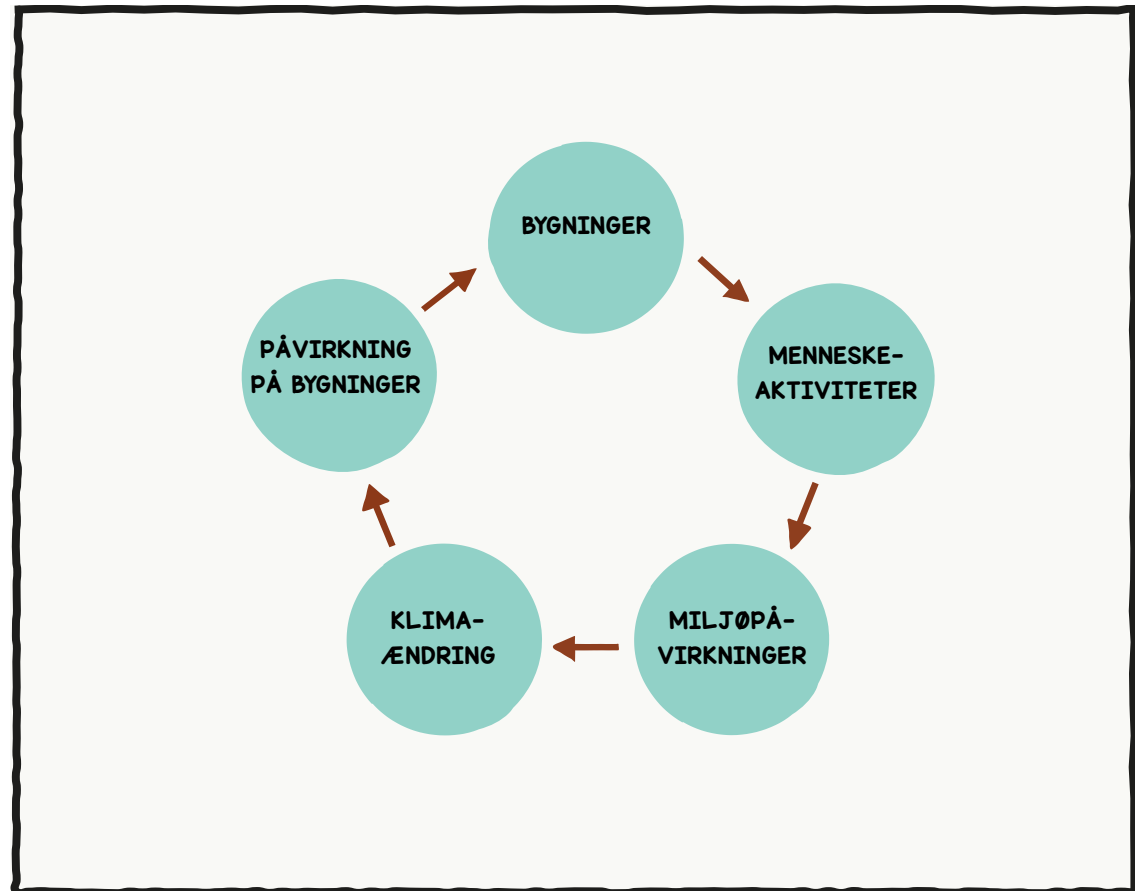 BYGNINGER
MENNESKE-
AKTIVITETER
MILJØPÅ-
VIRKNINGER
KLIMA-
ÆNDRING
PÅVIRKNING
PÅ BYGNINGER